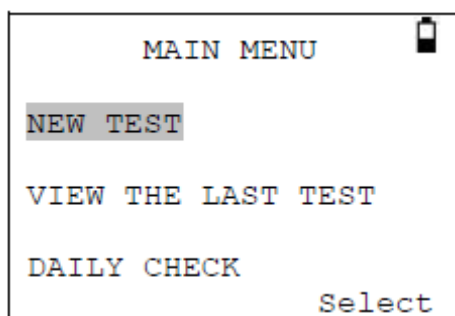 MAIN MENU
NEW TEST
VIEW THE LAST TEST
DAILY CHECK
Select